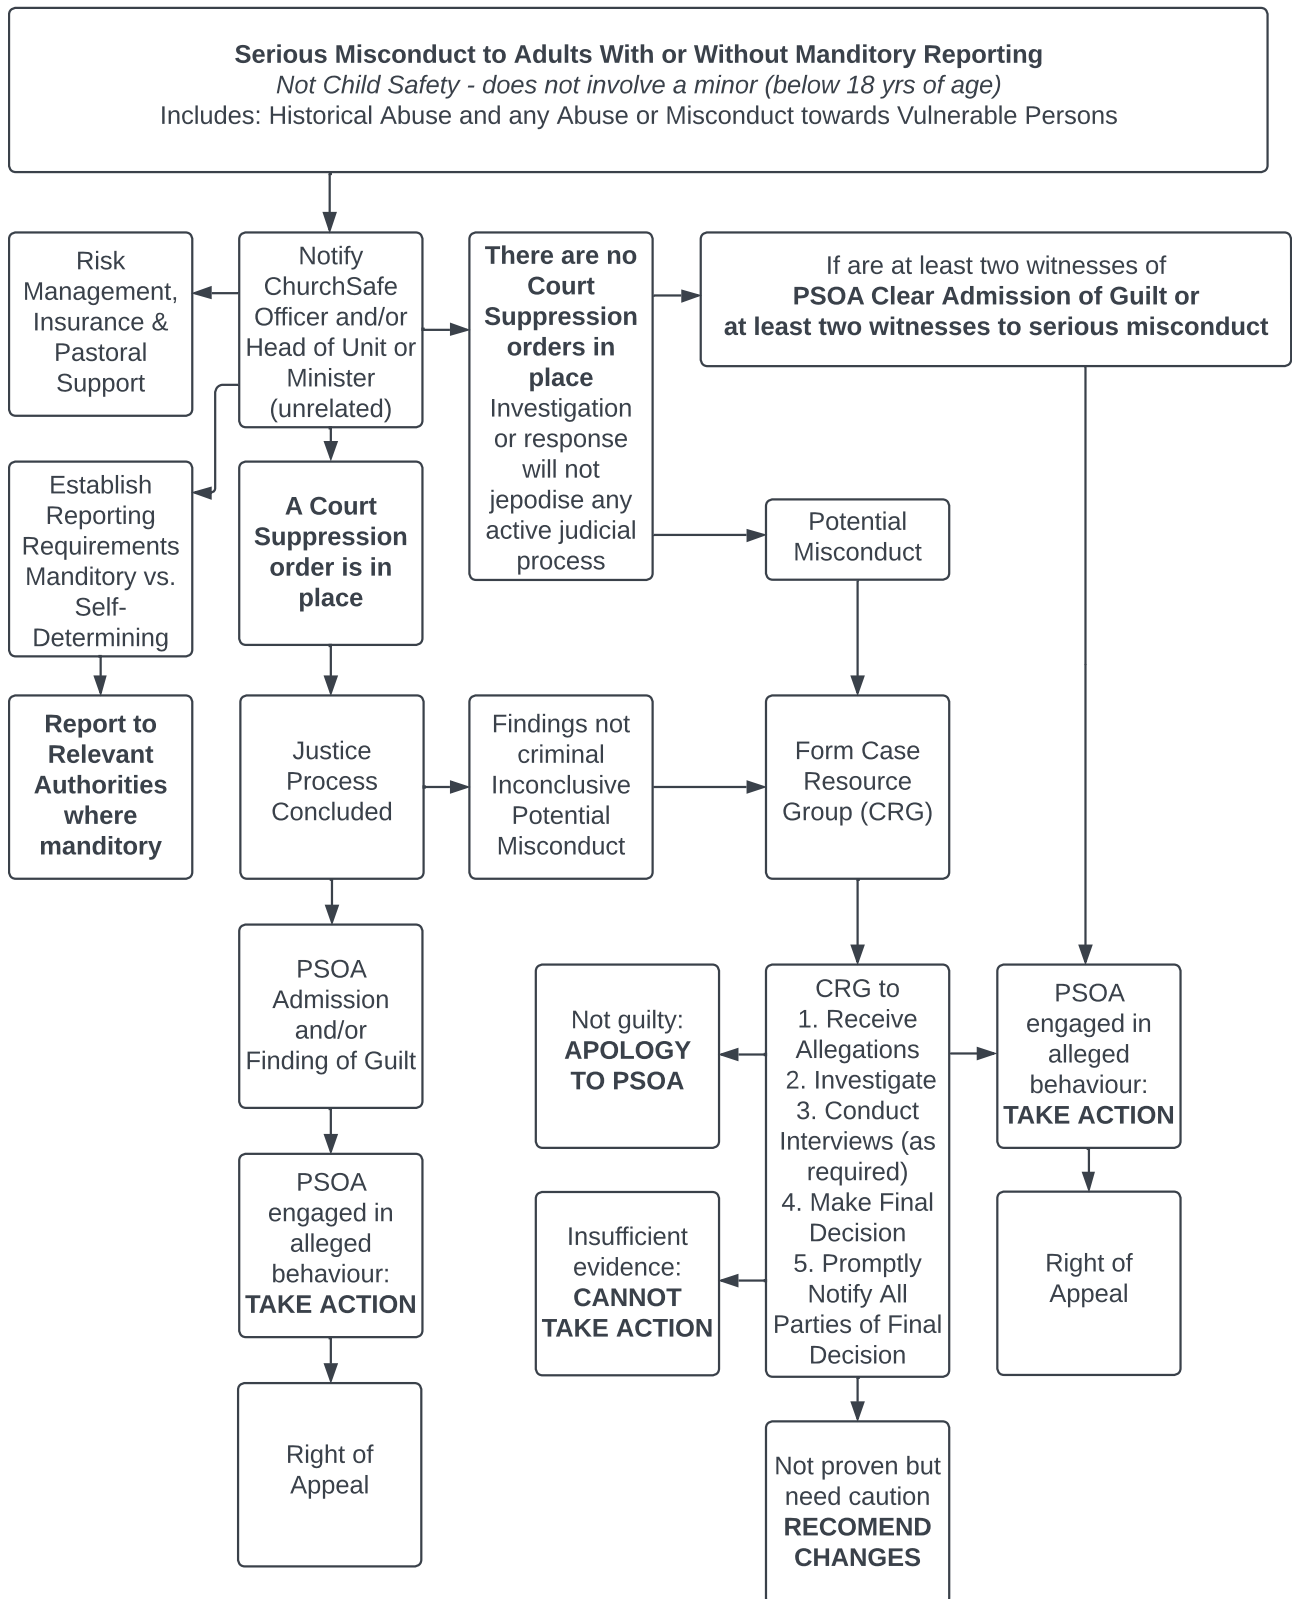 Serious Misconduct to Adults With or Without Manditory Reporting
Not Child Safety - does not involve a minor (below 18 yrs of age)
Includes: Historical Abuse and any Abuse or Misconduct towards Vulnerable Persons
Risk
Management,
Insurance &
Pastoral
Support
Notify
ChurchSafe
Officer and/or
Head of Unit or
Minister
(unrelated)
There are no
Court
Suppression
orders in
place
Investigation
or response
will not
jepodise any
active judicial
process
If are at least two witnesses of
PSOA Clear Admission of Guilt or
at least two witnesses to serious misconduct
Establish
Reporting
Requirements
Manditory vs.
Self-
Determining
A Court
Suppression
order is in
place
Potential
Misconduct
Report to
Relevant
Authorities
where
manditory
Justice
Process
Concluded
Findings not
criminal
Inconclusive
Potential
Misconduct
Form Case
Resource
Group (CRG)
PSOA
Admission
and/or
Finding of Guilt
Not guilty:
APOLOGY
TO PSOA
CRG to
1. Receive
Allegations
2. Investigate
3. Conduct
Interviews (as
required)
4. Make Final
Decision
5. Promptly
Notify All
Parties of Final
Decision
PSOA
engaged in
alleged
behaviour:
TAKE ACTION
PSOA
engaged in
alleged
behaviour:
TAKE ACTION
Insufficient
evidence:
CANNOT
TAKE ACTION
Right of
Appeal
Right of
Appeal
Not proven but
need caution
RECOMEND
CHANGES